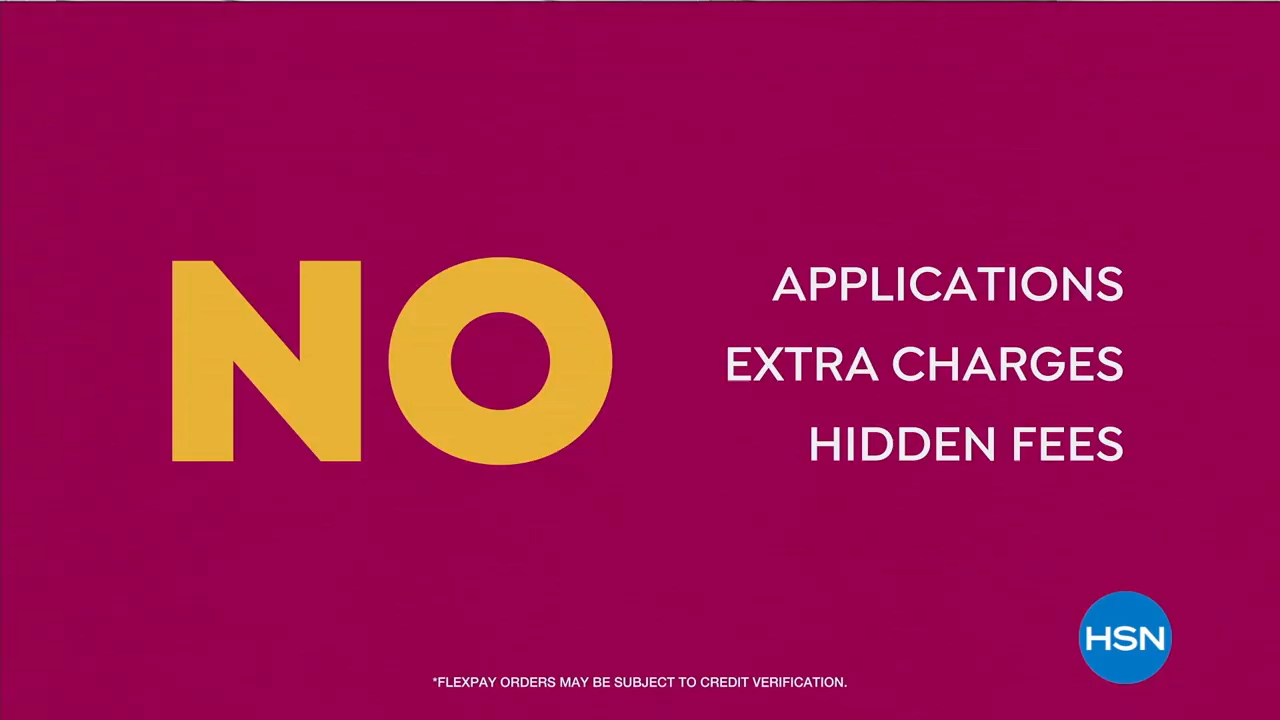 NO
APPLICATIONS
EXTRA CHARGES
HIDDEN FEES
HSN
*FLEXPAY ORDERS MAY BE SUBJECT TO CREDIT VERIFICATION.